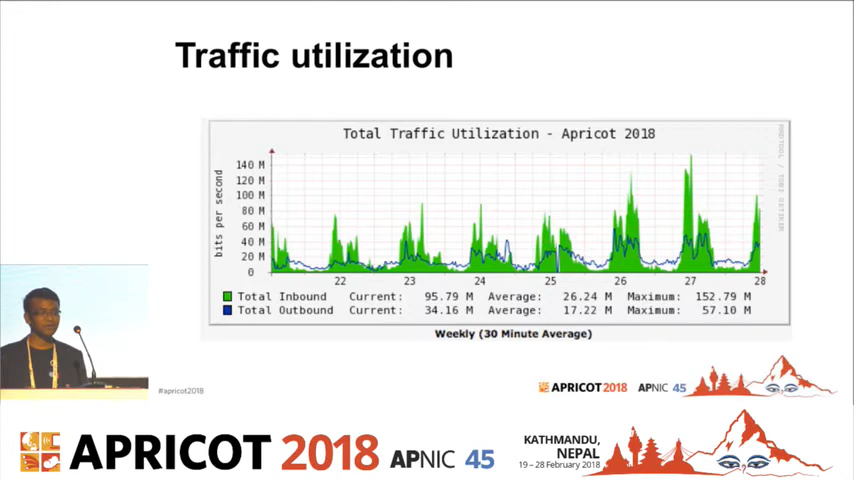 Traffic utilization
Total Traffic Utilization - Apricot 2018
RRDTOOL / TOBI OETIKER
bits per second
140 M
120 M
100 M
80 M
60 M
40 M
20 M
0
22 23 24 25 26 27 28
Total Inbound Current: 95.79 M Average: 26.24 M Maximum: 152.79 M
Total Outbound Current: 34.16 M Average: 17.22 M Maximum: 57.10 M
Weekly (30 Minute Average)
#apricot2018
APRICOT 2018 APNIC 45
APRICOT 2018 APNIC 45
KATHMANDU,
NEPAL
19 – 28 February 2018